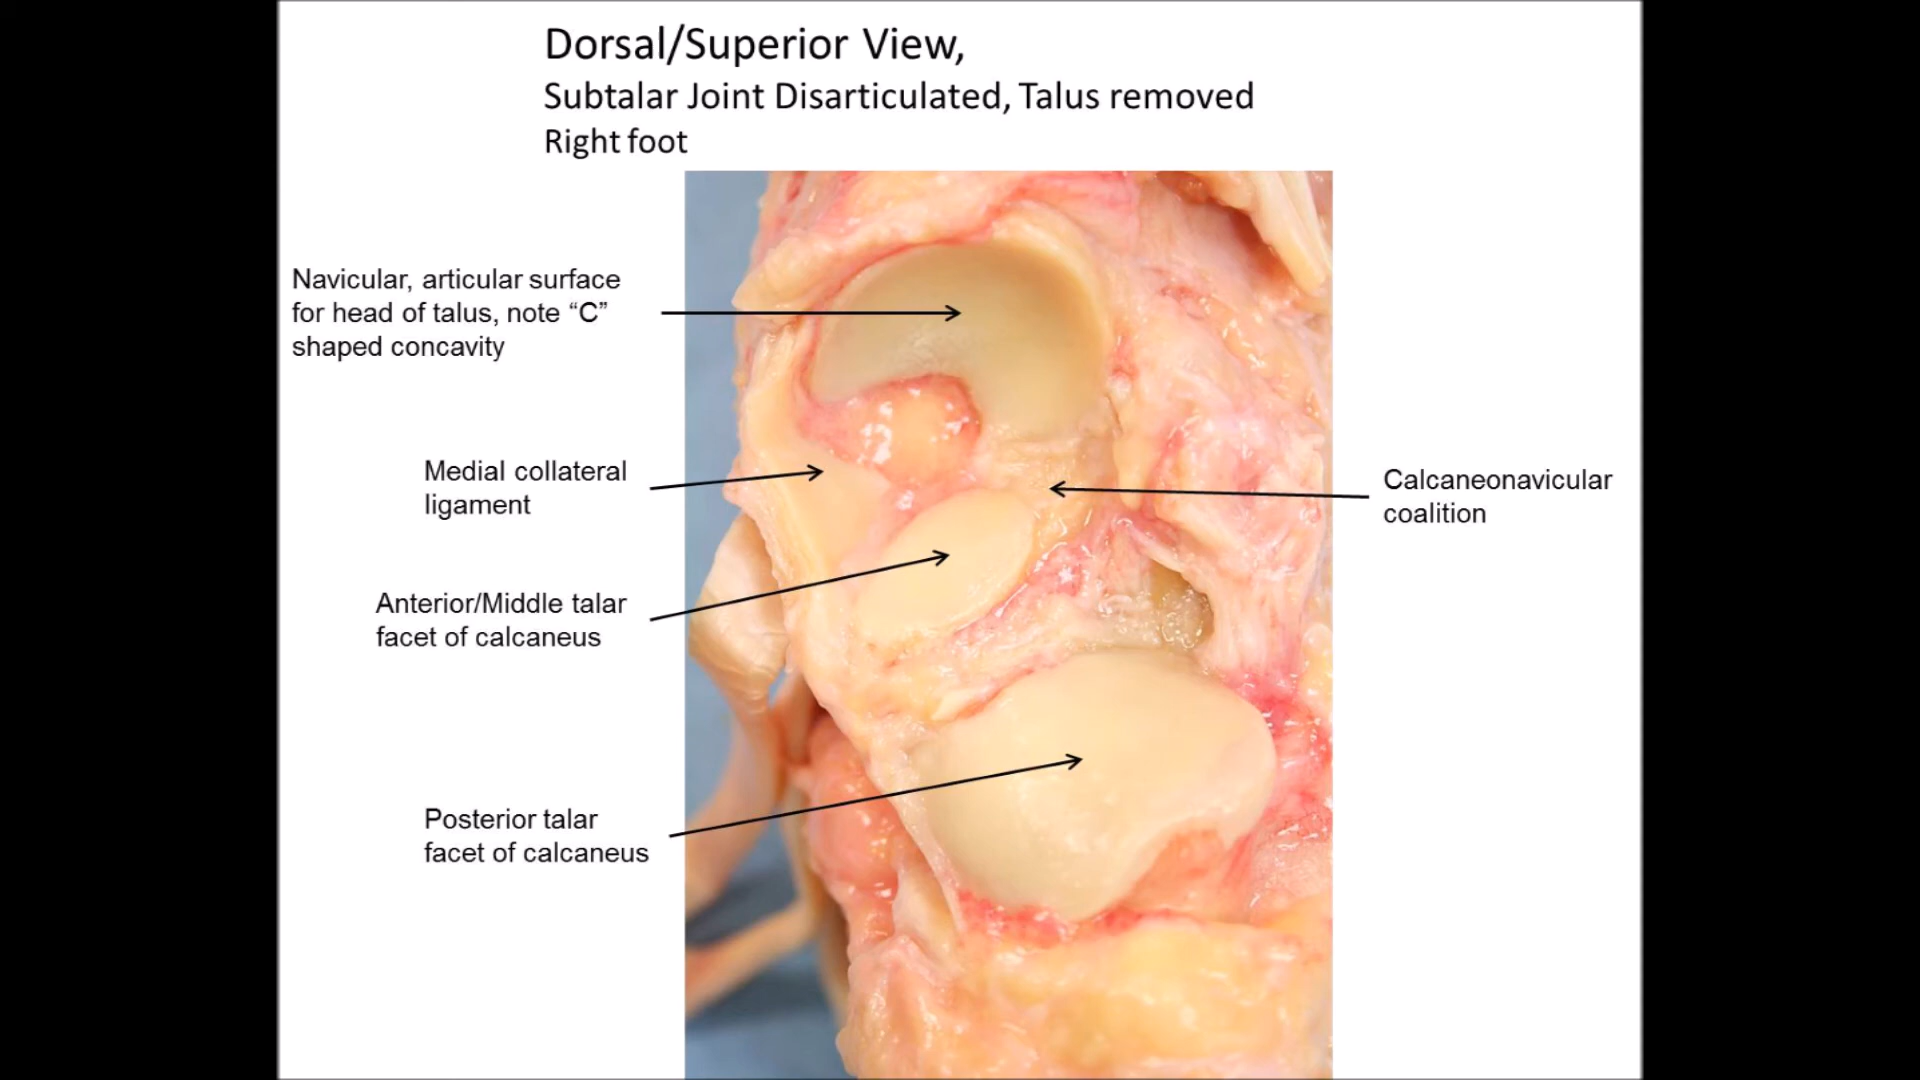 Dorsal/Superior View,
Subtalar Joint Disarticulated, Talus removed
Right foot
Navicular, articular surface
for head of talus, note “C”
shaped concavity
Medial collateral
ligament
Calcaneonavicular
coalition
Anterior/Middle talar
facet of calcaneus
Posterior talar
facet of calcaneus